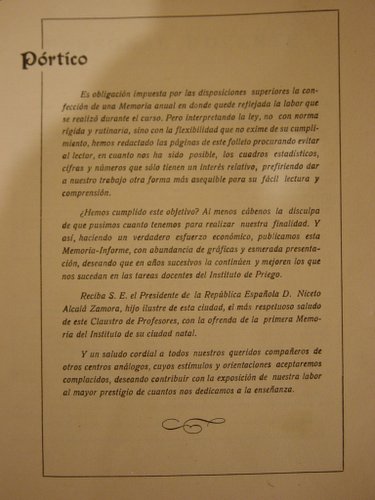 Pórtico
Es obligación impuesta por las disposiciones superiores la con-
fección de una Memoria anual en donde quede reflejada la labor que
se realizó durante el curso. Pero interpretando la ley, no con norma
rígida y rutinaria, sino con la flexibilidad que no exime de su cumpli-
miento, hemos redactado las páginas de este folleto procurando evitar
al lector, en cuanto nos ha sido posible, los cuadros estadísticos,
cifras y números que sólo tienen un interés relativo, prefiriendo dar
a nuestro trabajo otra forma más asequible para su fácil lectura y
comprensión.
¿Hemos cumplido este objetivo? Al menos cábenos la disculpa
de que pusimos cuanto tenemos para realizar nuestra finalidad. Y
así, haciendo un verdadero esfuerzo económico, publicamos esta
Memoria-Informe, con abundancia de gráficas y esmerada presenta-
ción, deseando que en años sucesivos la continúen y mejoren los que
nos sucedan en las tareas docentes del Instituto de Priego.
Reciba S. E. el Presidente de la República Española D. Niceto
Alcalá Zamora, hijo ilustre de esta ciudad, el más respetuoso saludo
de este Claustro de Profesores, con la ofrenda de la primera Memo-
ria del Instituto de su ciudad natal.
Y un saludo cordial a todos nuestros queridos compañeros de
otros centros análogos, cuyos estímulos y orientaciones aceptaremos
complacidos, deseando contribuir con la exposición de nuestra labor
al mayor prestigio de cuantos nos dedicamos a la enseñanza.